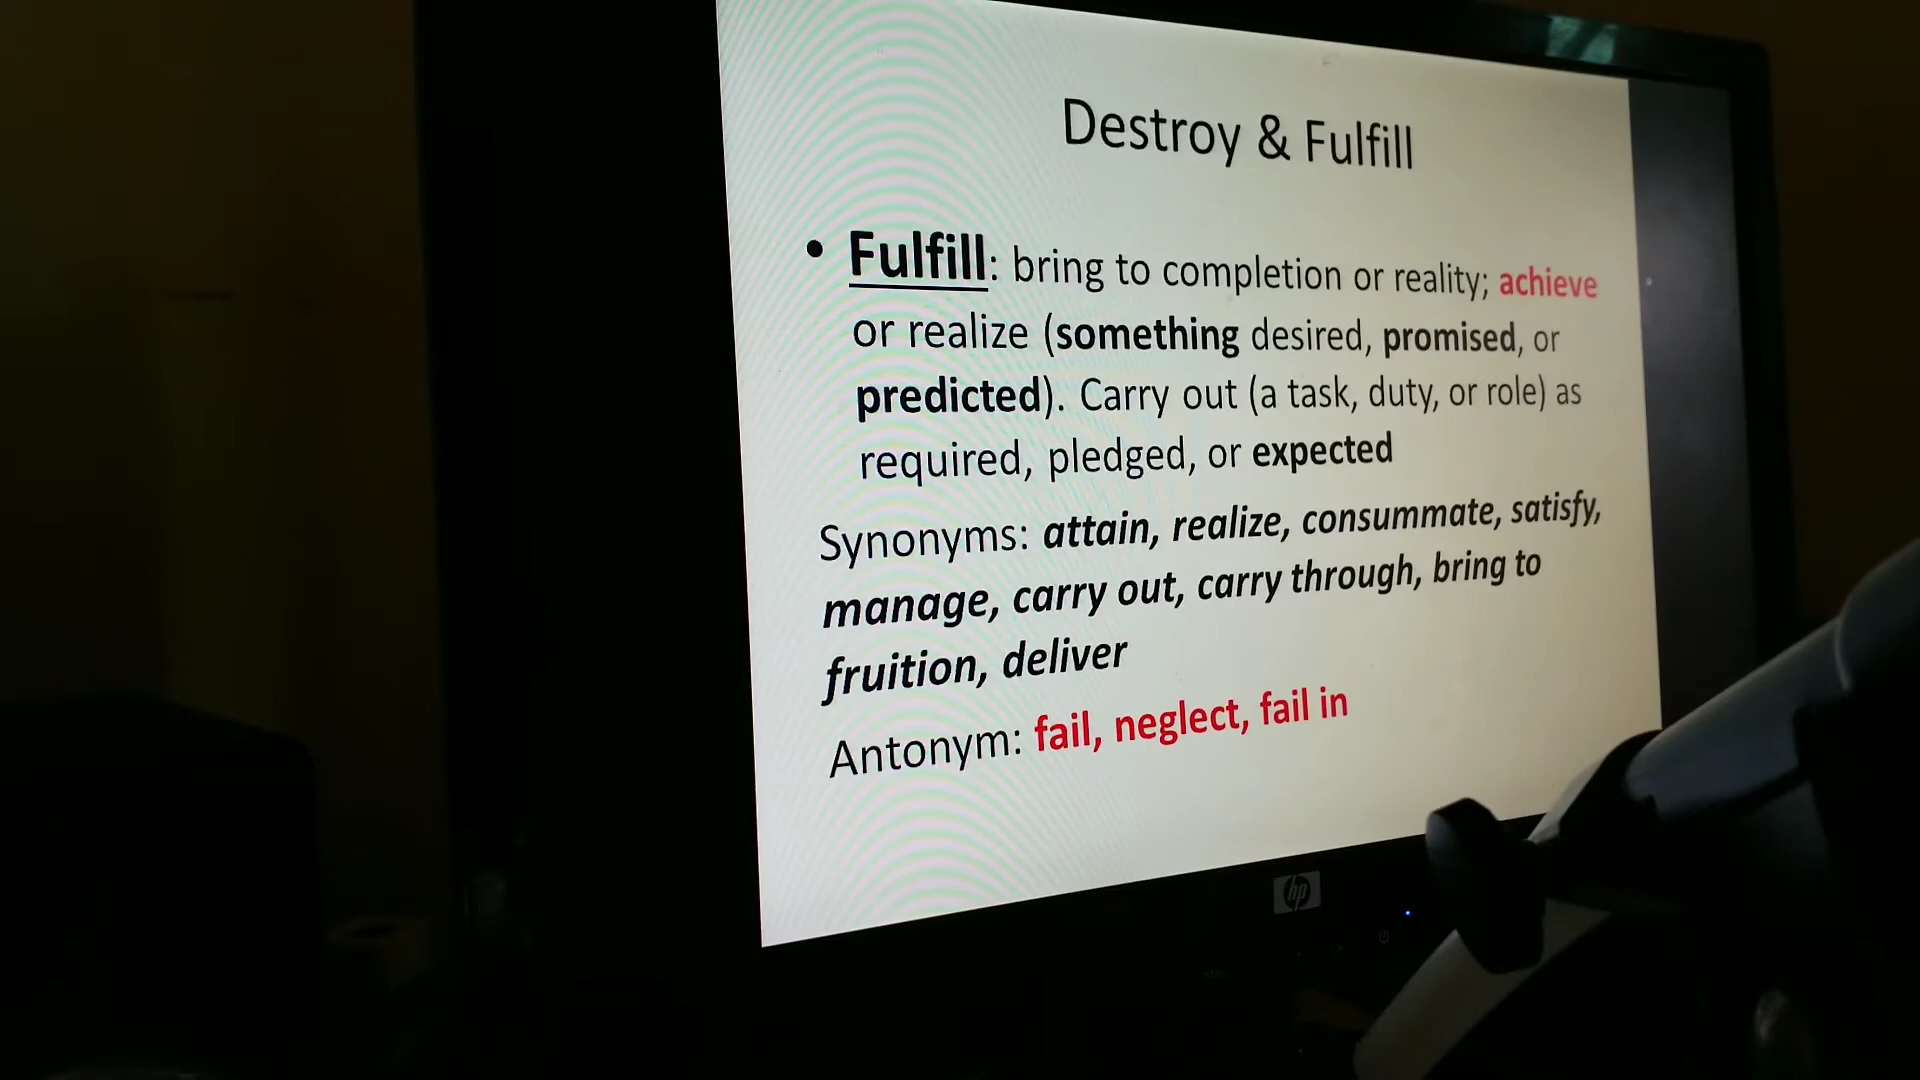 Destroy & Fulfill
• Fulfill: bring to completion or reality; achieve
or realize (something desired, promised, or
predicted). Carry out (a task, duty, or role) as
required, pledged, or expected
Synonyms: attain, realize, consummate, satisfy,
manage, carry out, carry through, bring to
fruition, deliver
Antonym: fail, neglect, fail in
hp